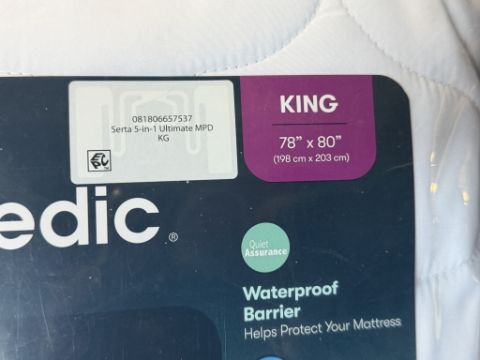 081806657537
Serta 5-in-1 Ultimate MPD
KG
KING
78” x 80”
(198 cm x 203 cm)
edic®
Quiet
Assurance
Waterproof
Barrier
Helps Protect Your Mattress